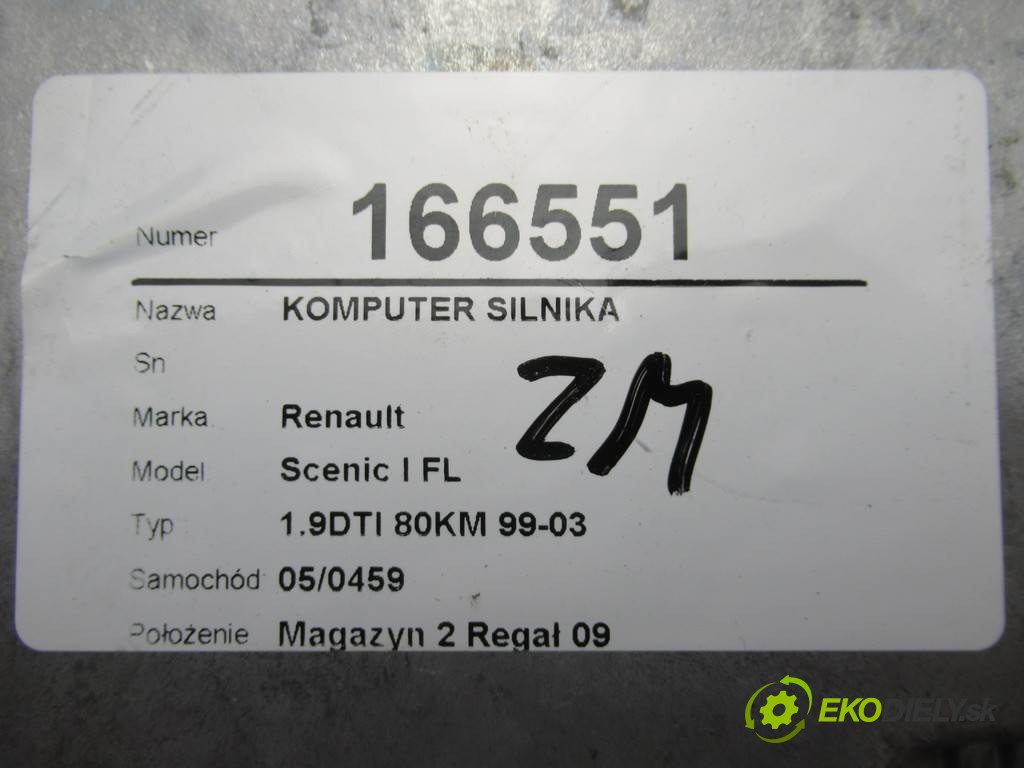 Numer 166551
Nazwa KOMPUTER SILNIKA
Sn
ZM
Marka Renault
Model Scenic I FL
Typ 1.9DTI 80KM 99-03
Samochód 05/0459
Położenie Magazyn 2 Regał 09
EKODIELY.sk